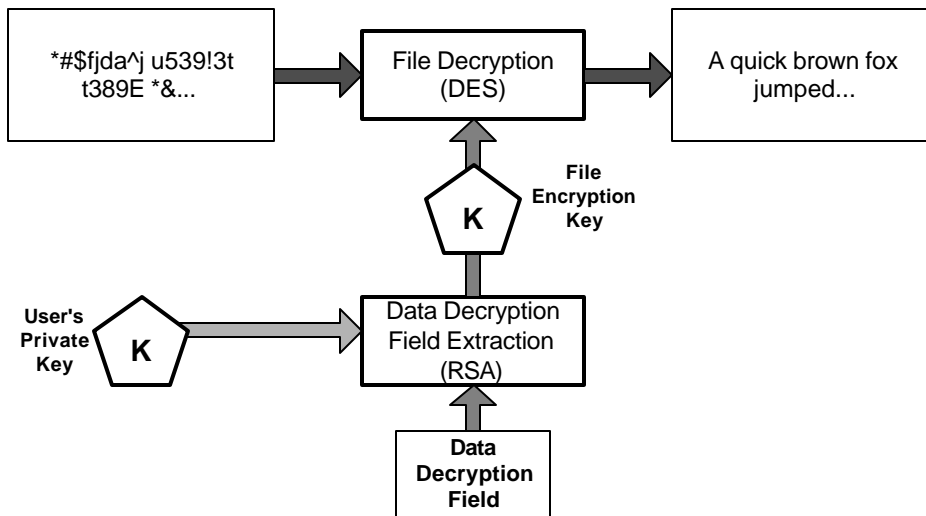 *#$fjda^j u539!3t
t389E *&...
File Decryption
(DES)
A quick brown fox
jumped...
File
Encryption
Key
K
User's
Private
Key
K
Data Decryption
Field Extraction
(RSA)
Data
Decryption
Field